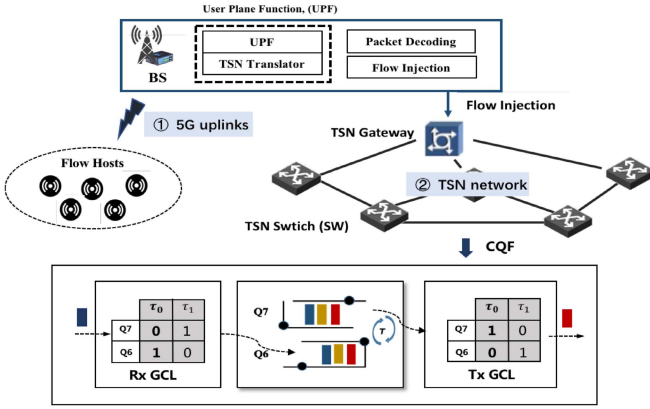 User Plane Function, (UPF)
UPF
TSN Translator
Packet Decoding
Flow Injection
BS
Flow Injection
① 5G uplinks
TSN Gateway
Flow Hosts
② TSN network
TSN Swtich (SW)
CQF
τ0 τ1
Q7 0 1
Q6 1 0
Rx GCL
Q7
Q6
τ
τ0 τ1
Q7 1 0
Q6 0 1
Tx GCL